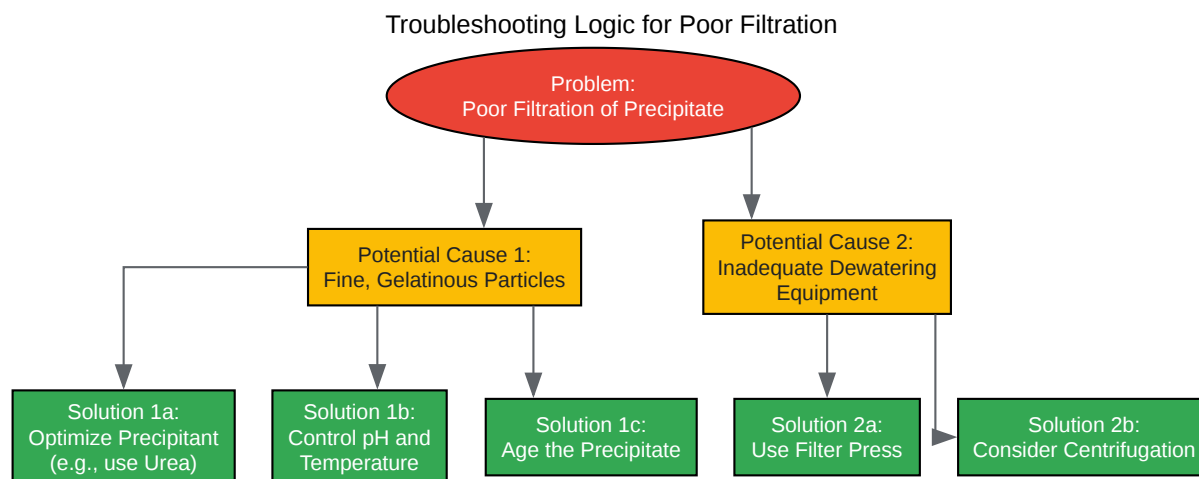 Troubleshooting Logic for Poor Filtration
Problem:
Poor Filtration of Precipitate
Potential Cause 1:
Fine, Gelatinous Particles
Potential Cause 2:
Inadequate Dewatering
Equipment
Solution 1a:
Optimize Precipitant
(e.g., use Urea)
Solution 1b:
Control pH and
Temperature
Solution 1c:
Age the Precipitate
Solution 2a:
Use Filter Press
Solution 2b:
Consider Centrifugation